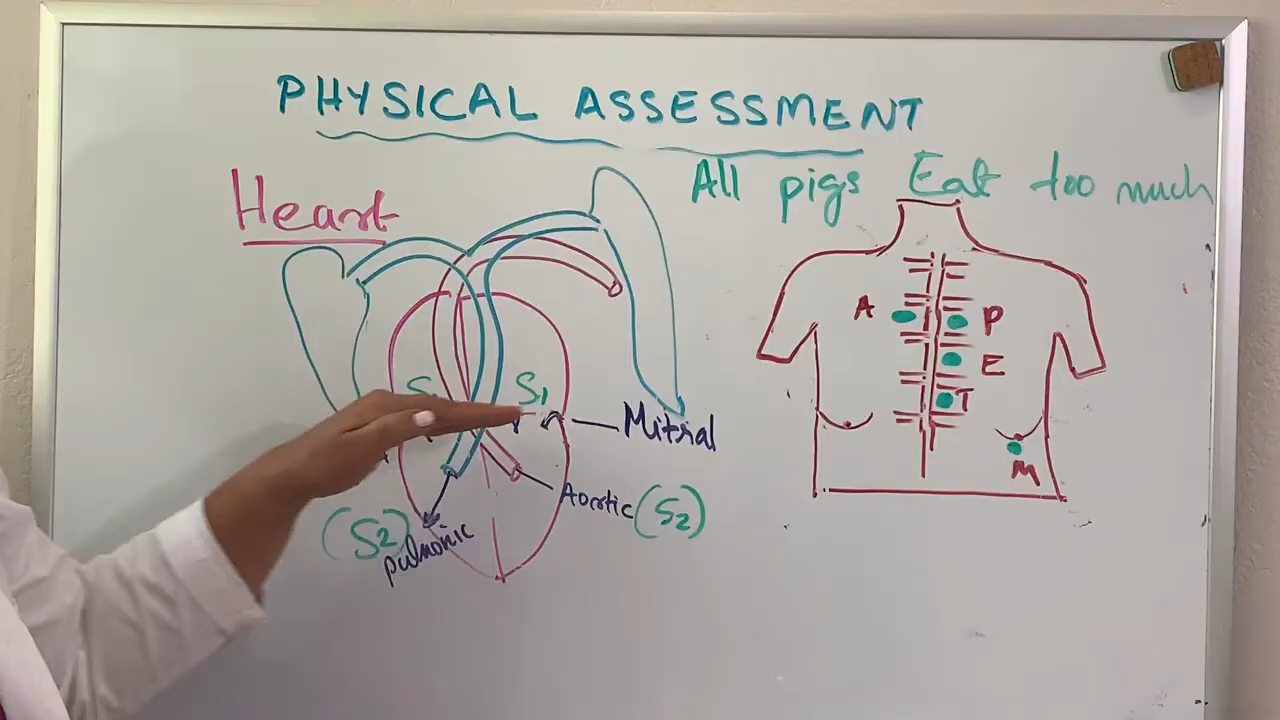 PHYSICAL ASSESSMENT
All pigs Eat too much
Heart
A
P
E
T
M
S1
Mitral
Aortic (S2)
(S2)
pulmonic